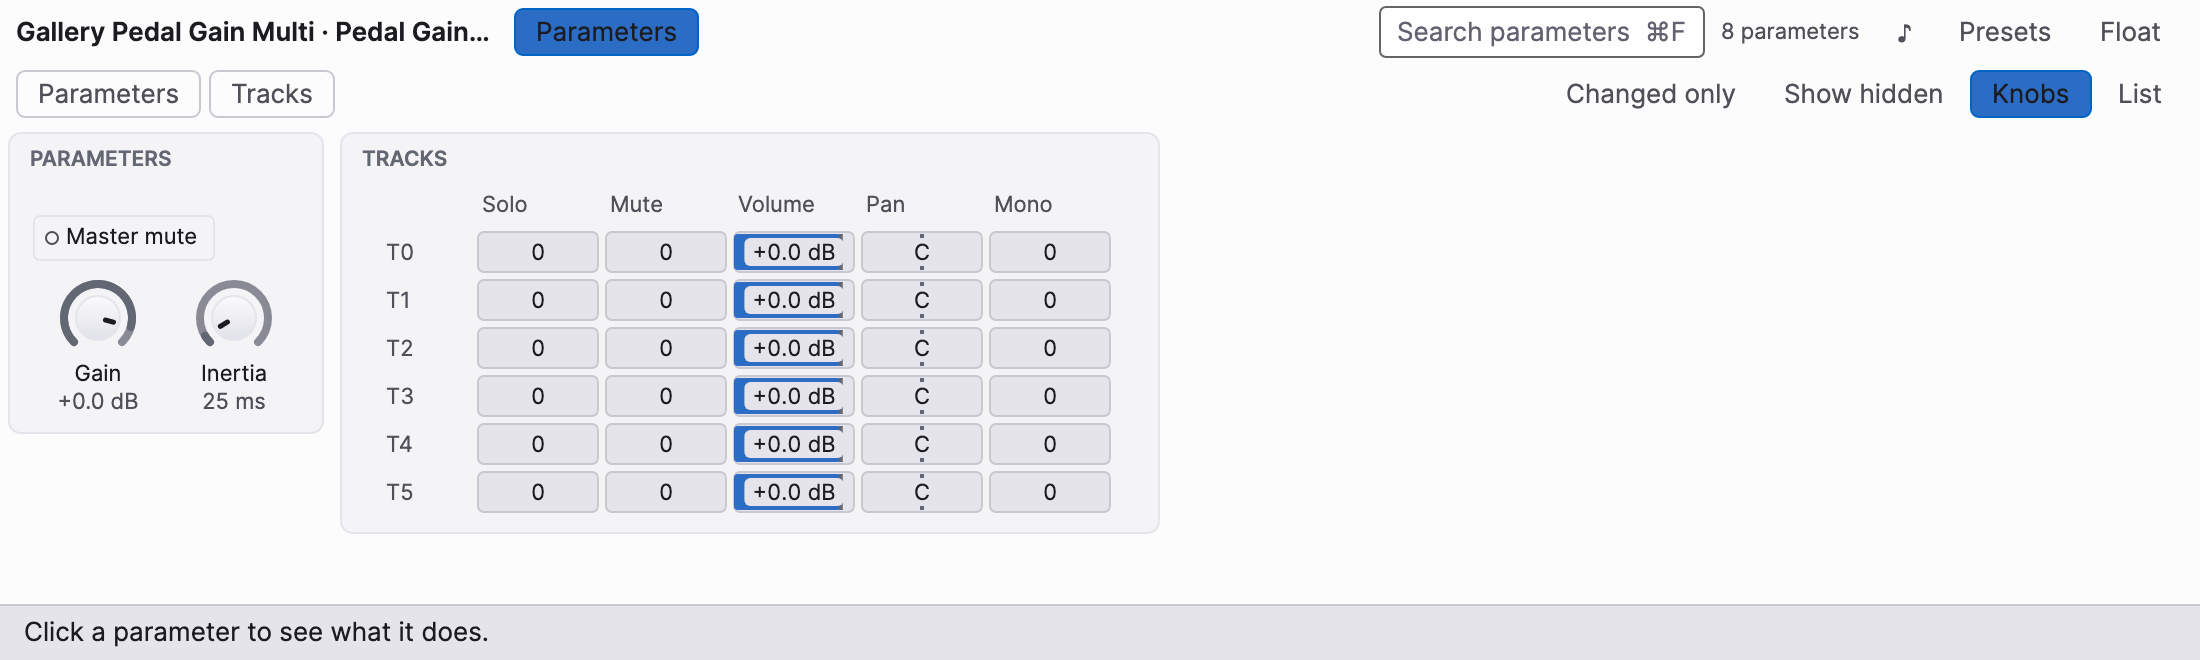 Gallery Pedal Gain Multi · Pedal Gain... Parameters Search parameters ⌘F 8 parameters ♪ Presets Float
Parameters Tracks Changed only Show hidden Knobs List
PARAMETERS
Master mute
Gain Inertia
+0.0 dB 25 ms
TRACKS
Solo Mute Volume Pan Mono
T0 0 0 +0.0 dB C 0
T1 0 0 +0.0 dB C 0
T2 0 0 +0.0 dB C 0
T3 0 0 +0.0 dB C 0
T4 0 0 +0.0 dB C 0
T5 0 0 +0.0 dB C 0
Click a parameter to see what it does.